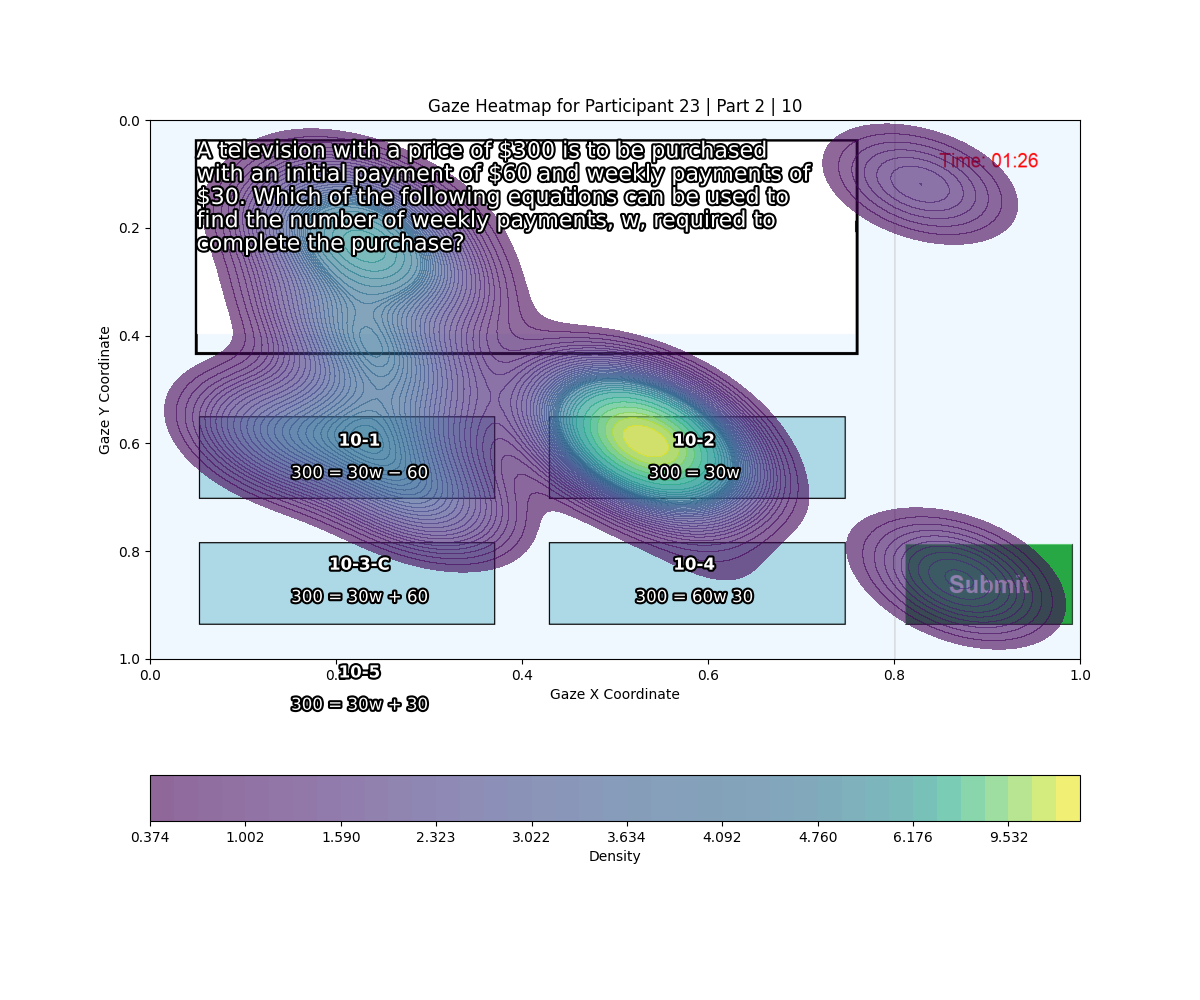 Gaze Heatmap for Participant 23 | Part 2 | 10
A television with a price of $300 is to be purchased
with an initial payment of $60 and weekly payments of
$30. Which of the following equations can be used to
find the number of weekly payments, w, required to
complete the purchase?
Time: 01:26
0.0
0.2
0.4
0.6
0.8
1.0
Gaze Y Coordinate
10-1
300 = 30w − 60
10-2
300 = 30w
10-3-C
300 = 30w + 60
10-4
300 = 60w 30
Submit
10-5
300 = 30w + 30
0.0
0.4
0.6
0.8
1.0
Gaze X Coordinate
0.374
1.002
1.590
2.323
3.022
3.634
4.092
4.760
6.176
9.532
Density